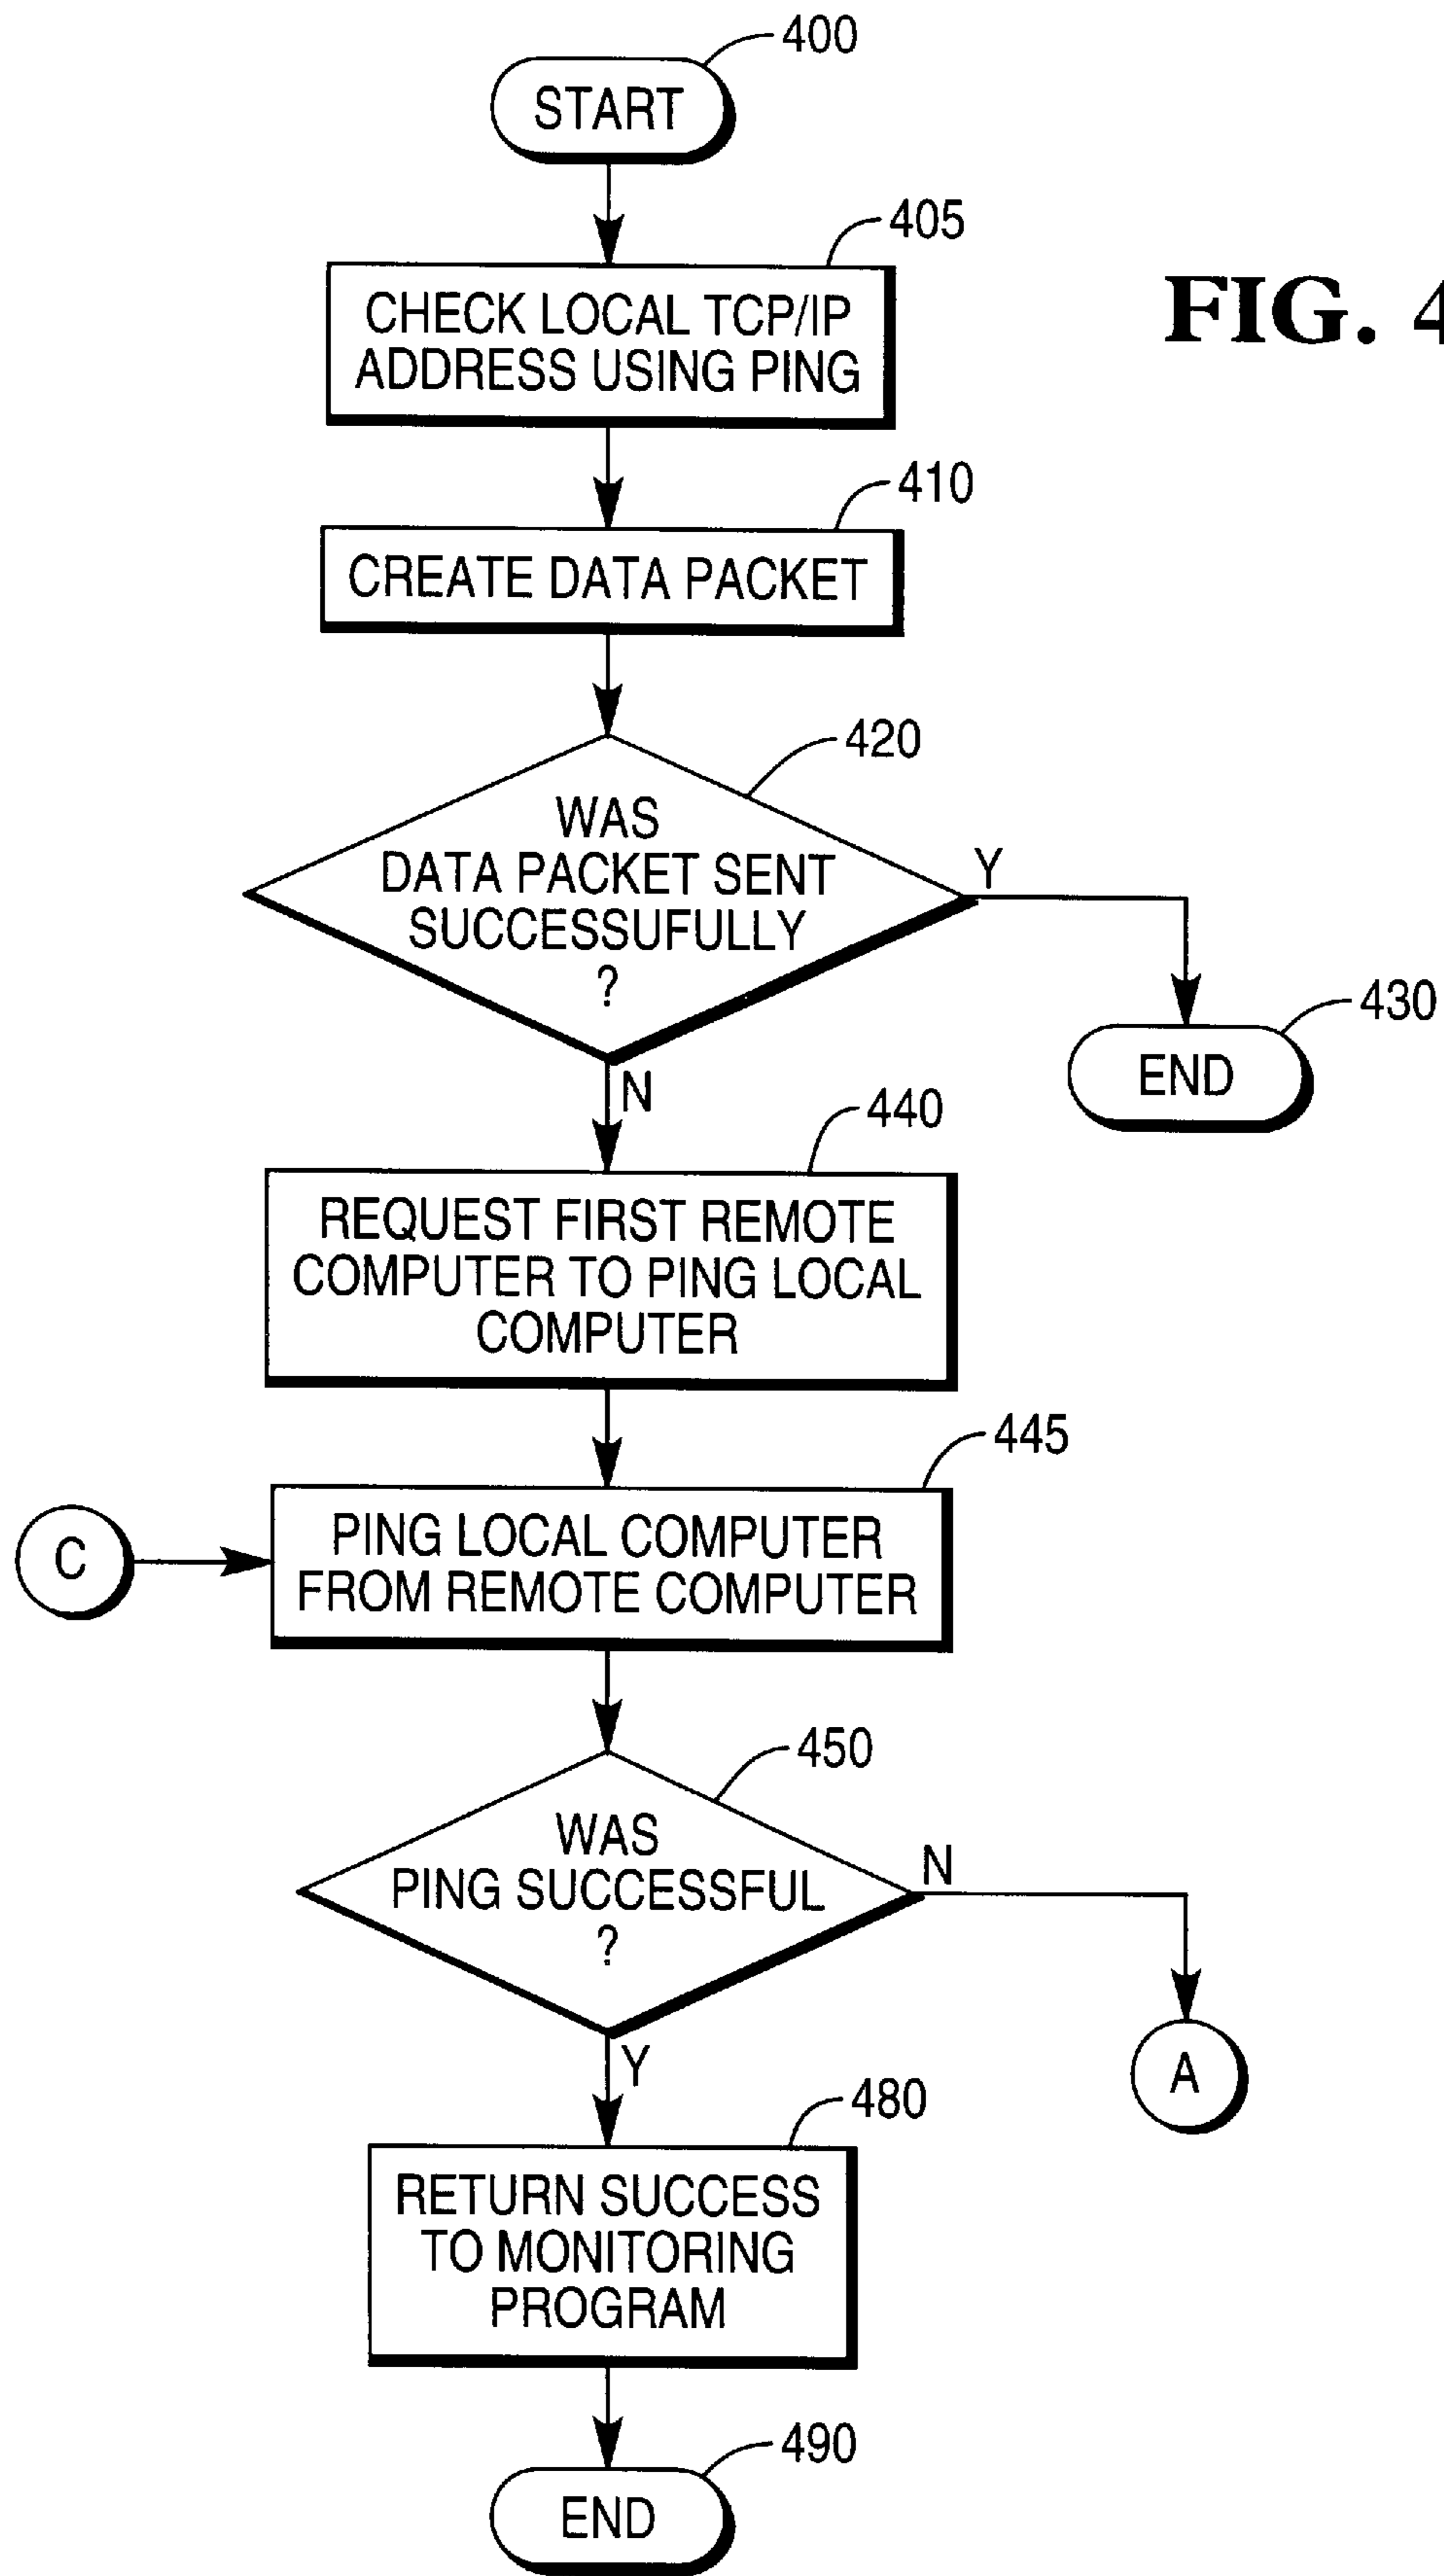 400
START
405
FIG. 4
CHECK LOCAL TCP/IP
ADDRESS USING PING
410
CREATE DATA PACKET
420
WAS
DATA PACKET SENT
SUCCESSUFULLY
?
Y
430
END
N
440
REQUEST FIRST REMOTE
COMPUTER TO PING LOCAL
COMPUTER
445
C
PING LOCAL COMPUTER
FROM REMOTE COMPUTER
450
WAS
PING SUCCESSFUL
?
N
A
Y
480
RETURN SUCCESS
TO MONITORING
PROGRAM
490
END